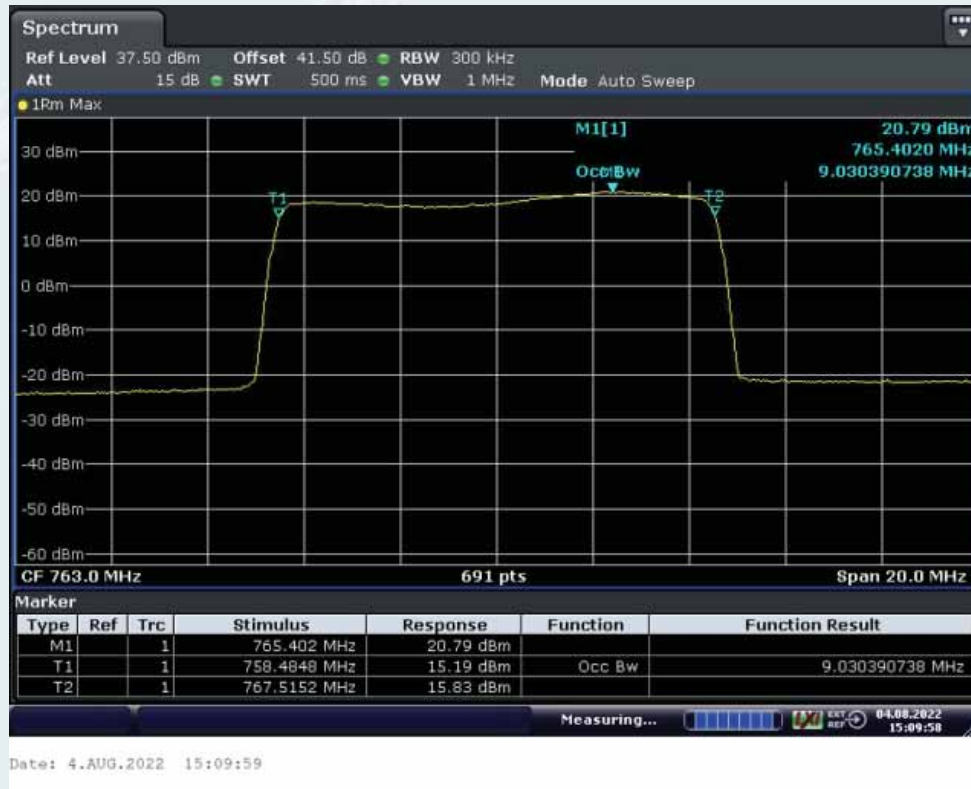 Spectrum
Ref Level 37.50 dBm Offset 41.50 dB RBW 300 kHz
Att 15 dB SWT 500 ms VBW 1 MHz Mode Auto Sweep
1Rm Max
M1[1] 20.79 dBm
765.4020 MHz
30 dBm
Occ Bw 9.030390738 MHz
20 dBm
T1
T2
10 dBm
0 dBm
-10 dBm
-20 dBm
-30 dBm
-40 dBm
-50 dBm
-60 dBm
CF 763.0 MHz 691 pts Span 20.0 MHz
Marker
Type Ref Trc Stimulus Response Function Function Result
M1 1 765.402 MHz 20.79 dBm
T1 1 758.4848 MHz 15.19 dBm Occ Bw 9.030390738 MHz
T2 1 767.5152 MHz 15.83 dBm
Measuring... LXI EXT REF 04.08.2022
15:09:58
Date: 4.AUG.2022 15:09:59